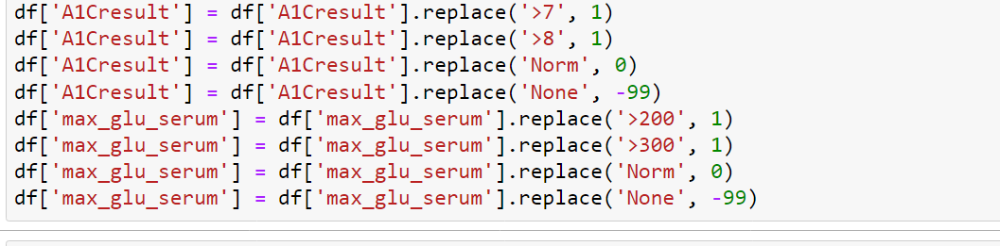 df['A1Cresult'] = df['A1Cresult'].replace('>7', 1)
df['A1Cresult'] = df['A1Cresult'].replace('>8', 1)
df['A1Cresult'] = df['A1Cresult'].replace('Norm', 0)
df['A1Cresult'] = df['A1Cresult'].replace('None', -99)
df['max_glu_serum'] = df['max_glu_serum'].replace('>200', 1)
df['max_glu_serum'] = df['max_glu_serum'].replace('>300', 1)
df['max_glu_serum'] = df['max_glu_serum'].replace('Norm', 0)
df['max_glu_serum'] = df['max_glu_serum'].replace('None', -99)